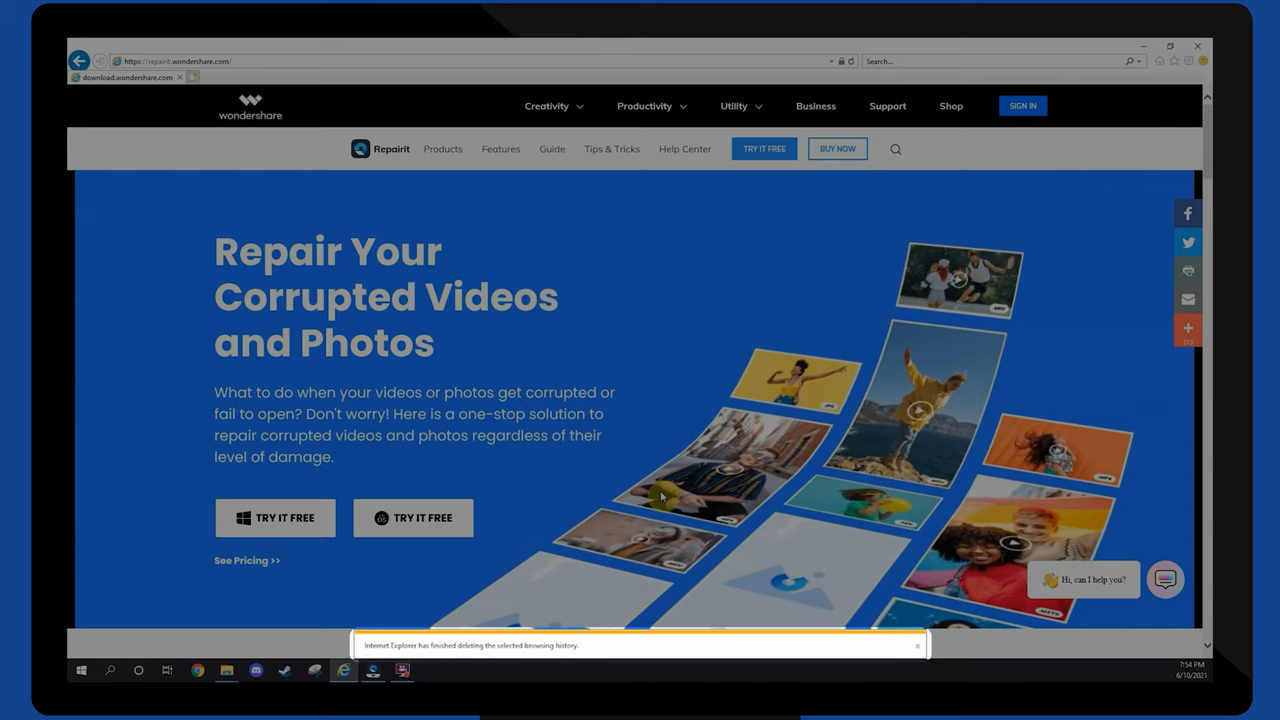 https://repairit.wondershare.com/
Search...
download.wondershare.com
wondershare
Creativity
Productivity
Utility
Business
Support
Shop
SIGN IN
Repairit
Products
Features
Guide
Tips & Tricks
Help Center
TRY IT FREE
BUY NOW
Repair Your
Corrupted Videos
and Photos
What to do when your videos or photos get corrupted or
fail to open? Don't worry! Here is a one-stop solution to
repair corrupted videos and photos regardless of their
level of damage.
TRY IT FREE
TRY IT FREE
See Pricing >>
273
Hi, can I help you?
Internet Explorer has finished deleting the selected browsing history.
7:54 PM
6/10/2021